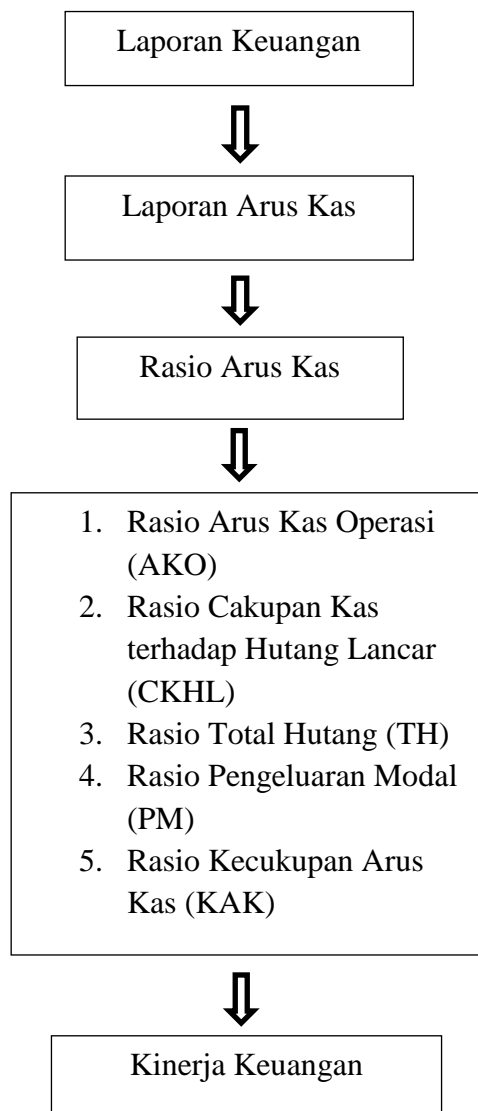 Laporan Keuangan
Laporan Arus Kas
Rasio Arus Kas
1. Rasio Arus Kas Operasi
(AKO)
2. Rasio Cakupan Kas
terhadap Hutang Lancar
(CKHL)
3. Rasio Total Hutang (TH)
4. Rasio Pengeluaran Modal
(PM)
5. Rasio Kecukupan Arus
Kas (KAK)
Kinerja Keuangan